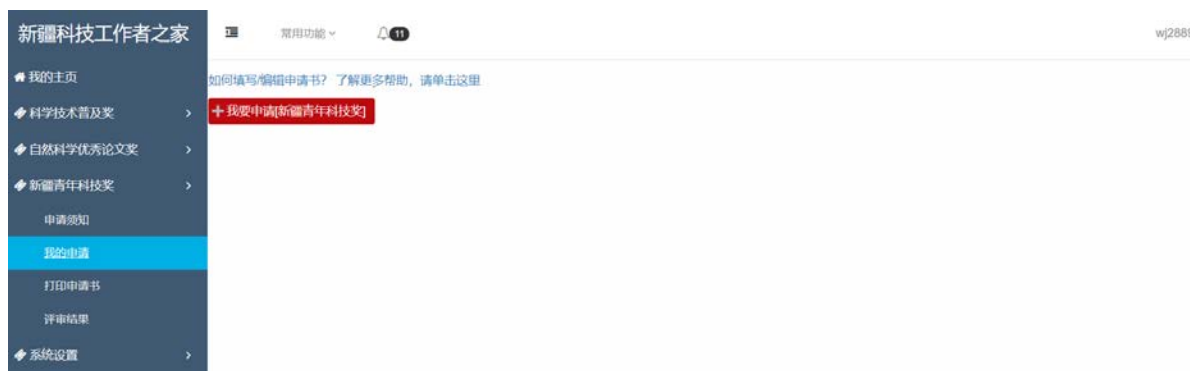 新疆科技工作者之家
常用功能
11
wj2889
我的主页
如何填写/编辑申请书？ 了解更多帮助，请单击这里
科学技术普及奖
我要申请[新疆青年科技奖]
自然科学优秀论文奖
新疆青年科技奖
申请须知
我的申请
打印申请书
评审结果
系统设置